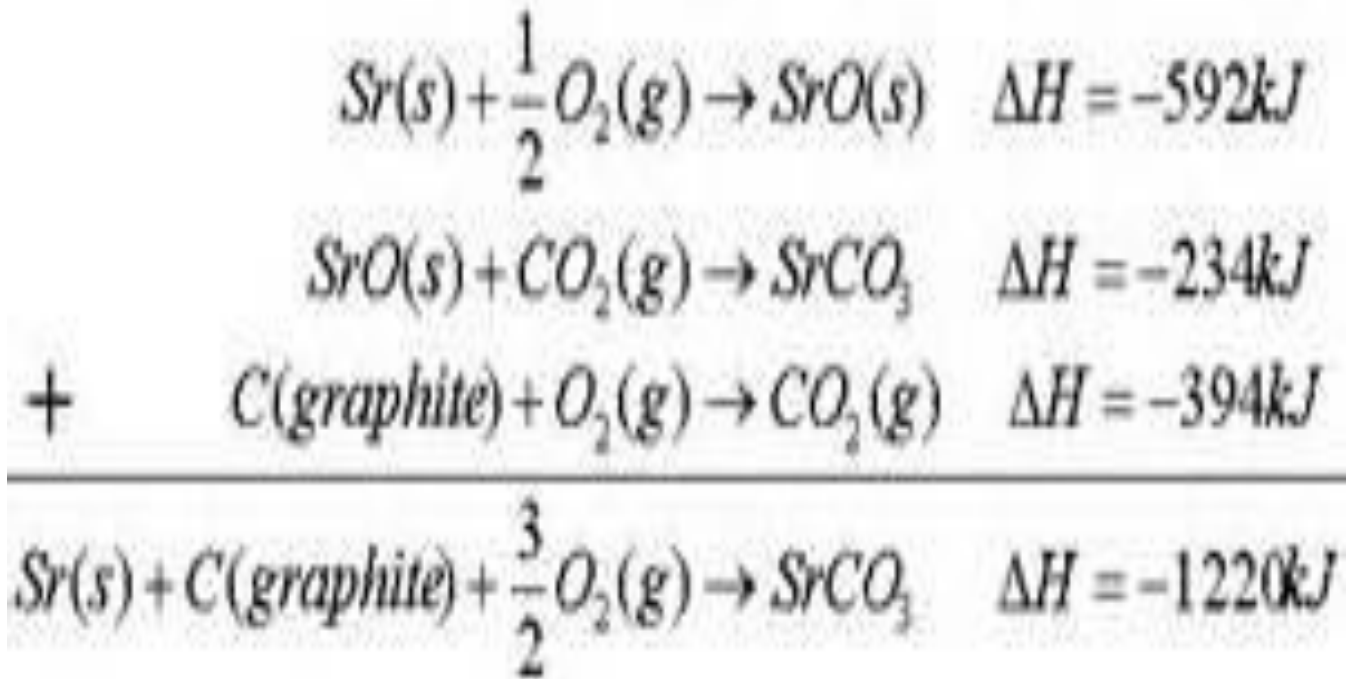 Sr(s) + 1/2 O₂(g) → SrO(s) ΔH = −592kJ
SrO(s) + CO₂(g) → SrCO₃ ΔH = −234kJ
+ C(graphite) + O₂(g) → CO₂(g) ΔH = −394kJ
Sr(s) + C(graphite) + 3/2 O₂(g) → SrCO₃ ΔH = −1220kJ